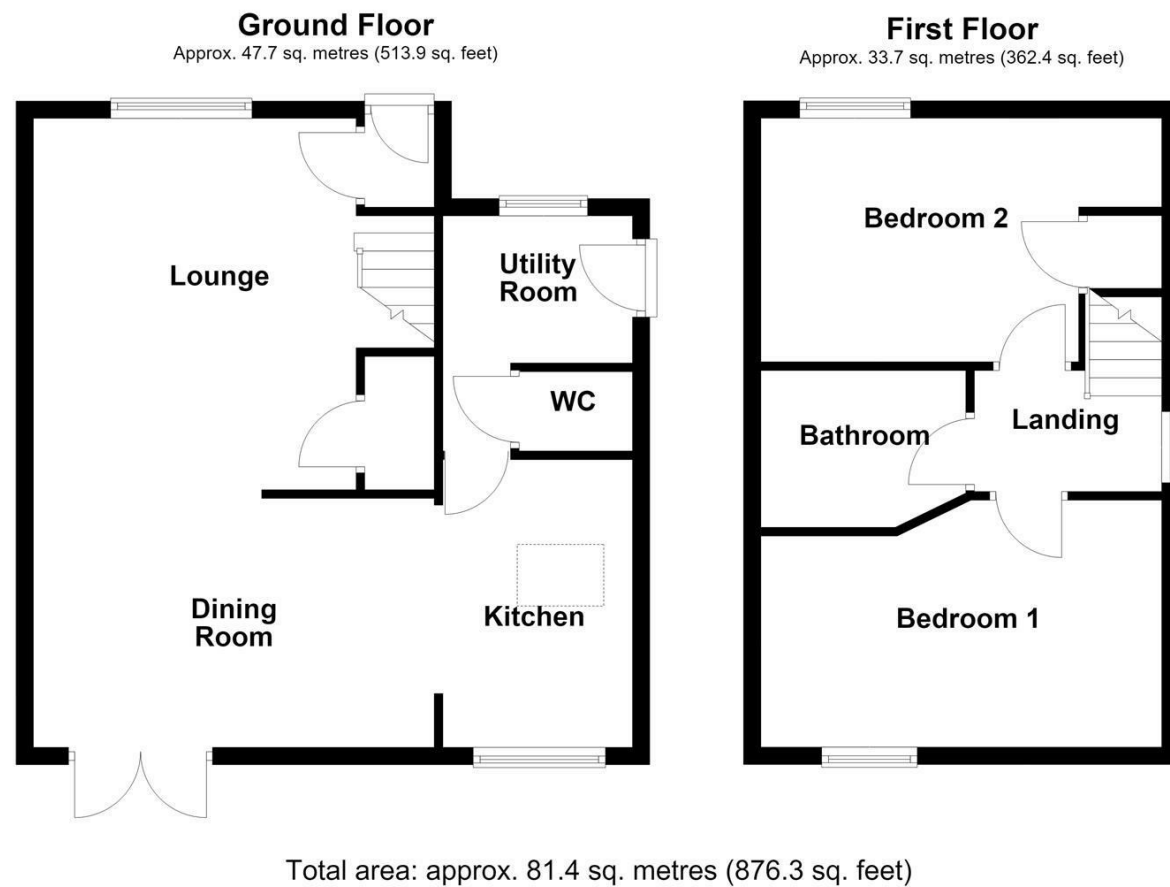 Ground Floor
Approx. 47.7 sq. metres (513.9 sq. feet)
Lounge
Utility
Room
WC
Dining
Room
Kitchen
First Floor
Approx. 33.7 sq. metres (362.4 sq. feet)
Bedroom 2
Bathroom
Landing
Bedroom 1
Total area: approx. 81.4 sq. metres (876.3 sq. feet)